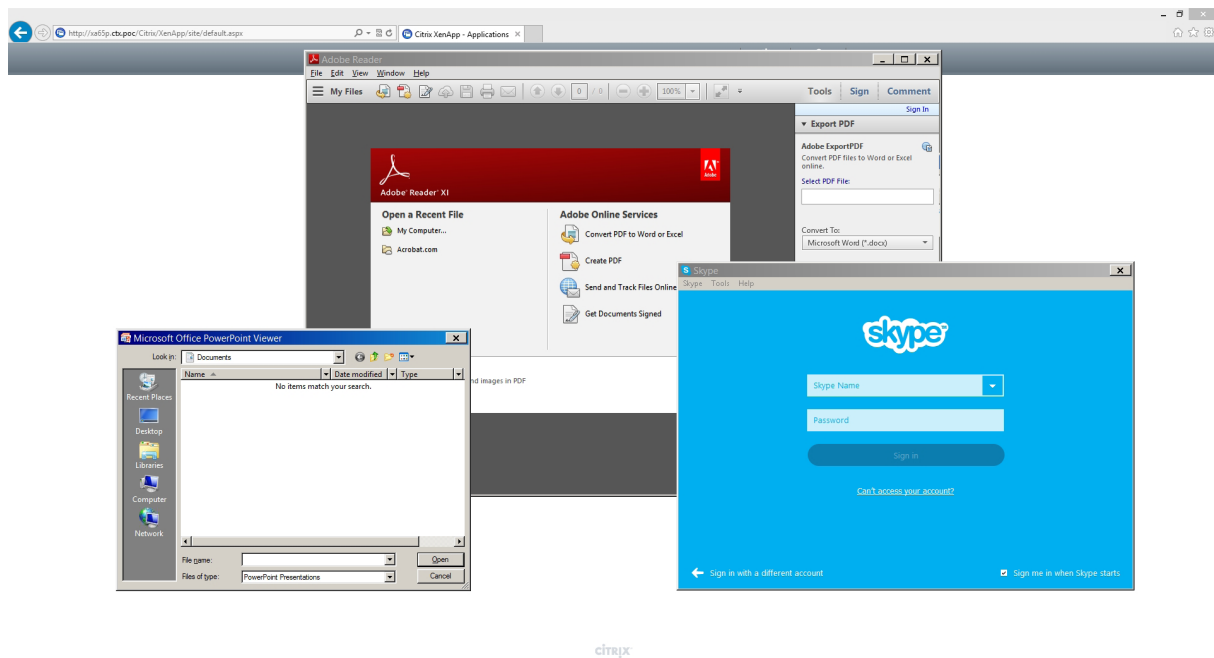 http://xa65p.ctx.poc/Citrix/XenApp/site/default.aspx
Citrix XenApp - Applications
Adobe Reader
File Edit View Window Help
My Files 0 / 0 100% Tools Sign Comment
Sign In
Export PDF
Adobe ExportPDF
Convert PDF files to Word or Excel
online.
Select PDF File:
Convert To:
Microsoft Word (*.docx)
Adobe
Adobe® Reader® XI
Open a Recent File
My Computer...
Acrobat.com
Adobe Online Services
Convert PDF to Word or Excel
Create PDF
Send and Track Files Online
Get Documents Signed
nd images in PDF
Skype
Skype Tools Help
skype
Skype Name
Password
Sign in
Can't access your account?
Sign in with a different account
Sign me in when Skype starts
Microsoft Office PowerPoint Viewer
Look in: Documents
Name Date modified Type
No items match your search.
Recent Places
Desktop
Libraries
Computer
Network
File name: Open
Files of type: PowerPoint Presentations Cancel
CITRIX